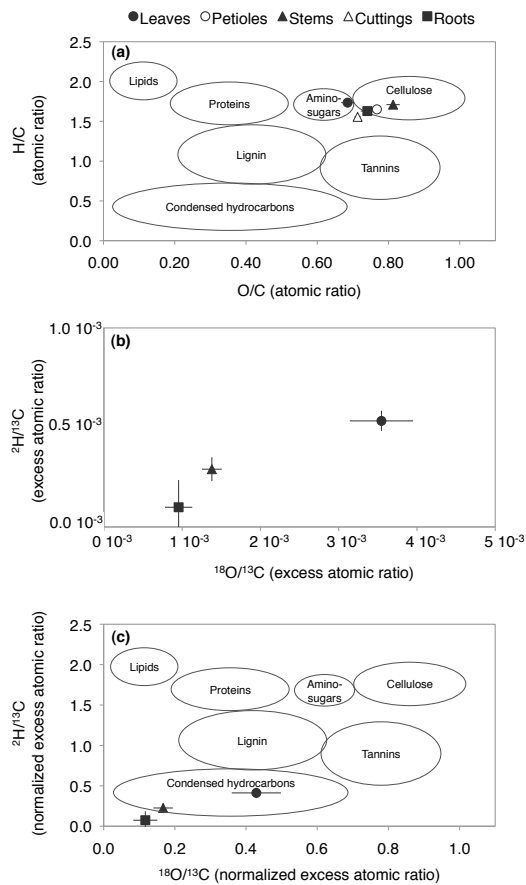 Leaves Petioles Stems Cuttings Roots
(a)
2.5
2.0
1.5
1.0
0.5
0.0
H/C
(atomic ratio)
Lipids
Proteins
Amino-
sugars
Cellulose
Lignin
Tannins
Condensed hydrocarbons
0.00 0.20 0.40 0.60 0.80 1.00
O/C (atomic ratio)
(b)
1.0 10⁻³
0.5 10⁻³
0.0 10⁻³
²H/¹³C
(excess atomic ratio)
0 10⁻³ 1 10⁻³ 2 10⁻³ 3 10⁻³ 4 10⁻³ 5 10⁻³
¹⁸O/¹³C (excess atomic ratio)
(c)
2.5
2.0
1.5
1.0
0.5
0.0
²H/¹³C
(normalized excess atomic ratio)
Lipids
Proteins
Amino-
sugars
Cellulose
Lignin
Tannins
Condensed hydrocarbons
0.0 0.2 0.4 0.6 0.8 1.0
¹⁸O/¹³C (normalized excess atomic ratio)